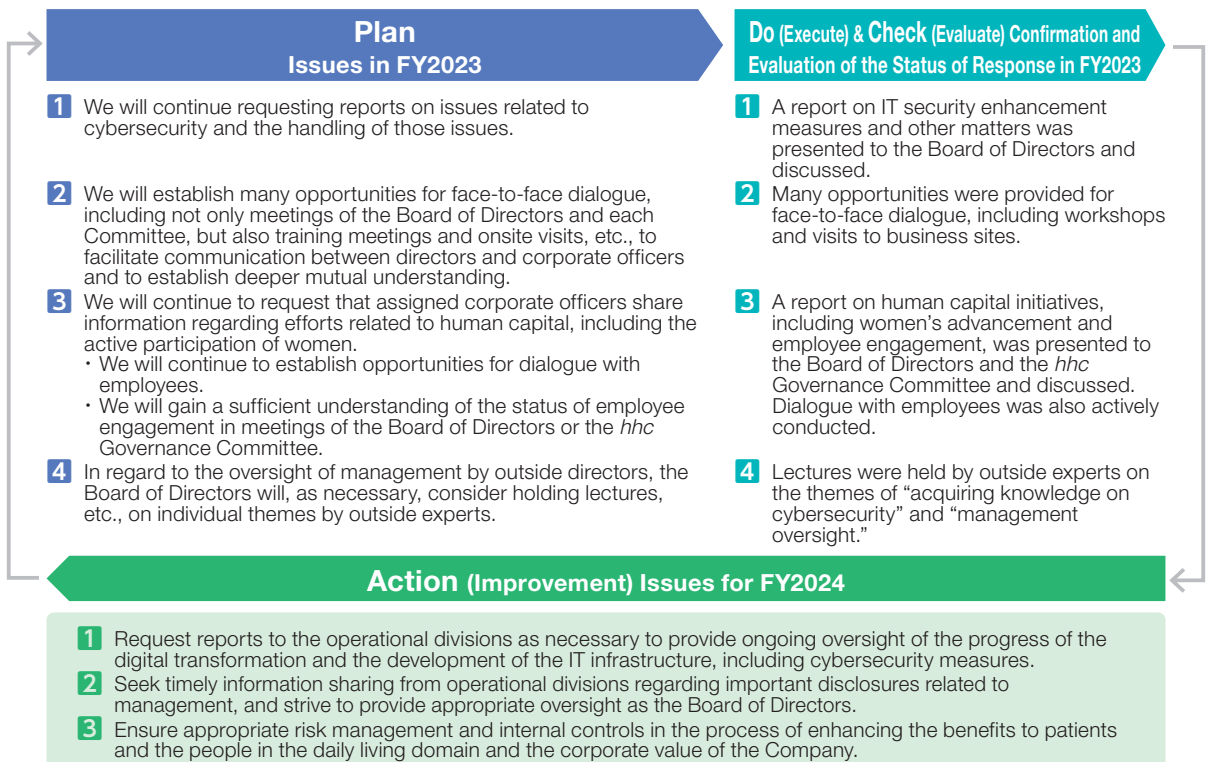 Plan
Issues in FY2023
1 We will continue requesting reports on issues related to
cybersecurity and the handling of those issues.
2 We will establish many opportunities for face-to-face dialogue,
including not only meetings of the Board of Directors and each
Committee, but also training meetings and onsite visits, etc., to
facilitate communication between directors and corporate officers
and to establish deeper mutual understanding.
3 We will continue to request that assigned corporate officers share
information regarding efforts related to human capital, including the
active participation of women.
・We will continue to establish opportunities for dialogue with
employees.
・We will gain a sufficient understanding of the status of employee
engagement in meetings of the Board of Directors or the hhc
Governance Committee.
4 In regard to the oversight of management by outside directors, the
Board of Directors will, as necessary, consider holding lectures,
etc., on individual themes by outside experts.
Do (Execute) & Check (Evaluate) Confirmation and
Evaluation of the Status of Response in FY2023
1 A report on IT security enhancement
measures and other matters was
presented to the Board of Directors and
discussed.
2 Many opportunities were provided for
face-to-face dialogue, including workshops
and visits to business sites.
3 A report on human capital initiatives,
including women's advancement and
employee engagement, was presented to
the Board of Directors and the hhc
Governance Committee and discussed.
Dialogue with employees was also actively
conducted.
4 Lectures were held by outside experts on
the themes of “acquiring knowledge on
cybersecurity” and “management
oversight.”
Action (Improvement) Issues for FY2024
1 Request reports to the operational divisions as necessary to provide ongoing oversight of the progress of the
digital transformation and the development of the IT infrastructure, including cybersecurity measures.
2 Seek timely information sharing from operational divisions regarding important disclosures related to
management, and strive to provide appropriate oversight as the Board of Directors.
3 Ensure appropriate risk management and internal controls in the process of enhancing the benefits to patients
and the people in the daily living domain and the corporate value of the Company.